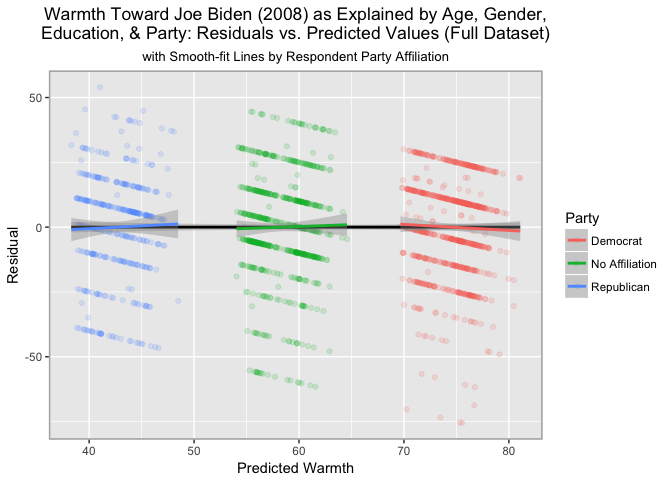 Warmth Toward Joe Biden (2008) as Explained by Age, Gender,
Education, & Party: Residuals vs. Predicted Values (Full Dataset)
with Smooth-fit Lines by Respondent Party Affiliation
50
0
-50
Residual
40 50 60 70 80
Predicted Warmth
Party
Democrat
No Affiliation
Republican